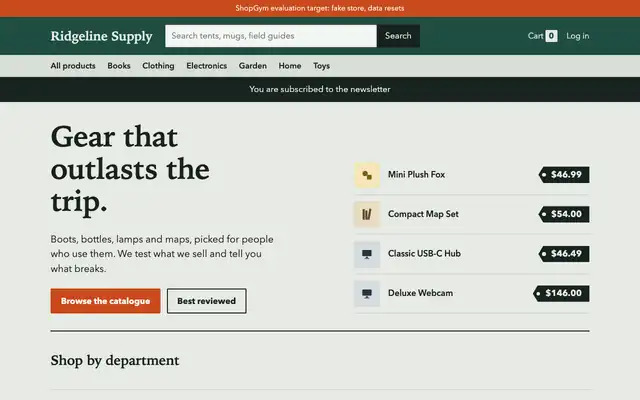 ShopGym evaluation target: fake store, data resets
Ridgeline Supply
Search tents, mugs, field guides
Search
Cart 0
Log in
All products
Books
Clothing
Electronics
Garden
Home
Toys
You are subscribed to the newsletter
Gear that
outlasts the
trip.
Boots, bottles, lamps and maps, picked for people
who use them. We test what we sell and tell you
what breaks.
Browse the catalogue
Best reviewed
Mini Plush Fox
$46.99
Compact Map Set
$54.00
Classic USB-C Hub
$46.49
Deluxe Webcam
$146.00
Shop by department